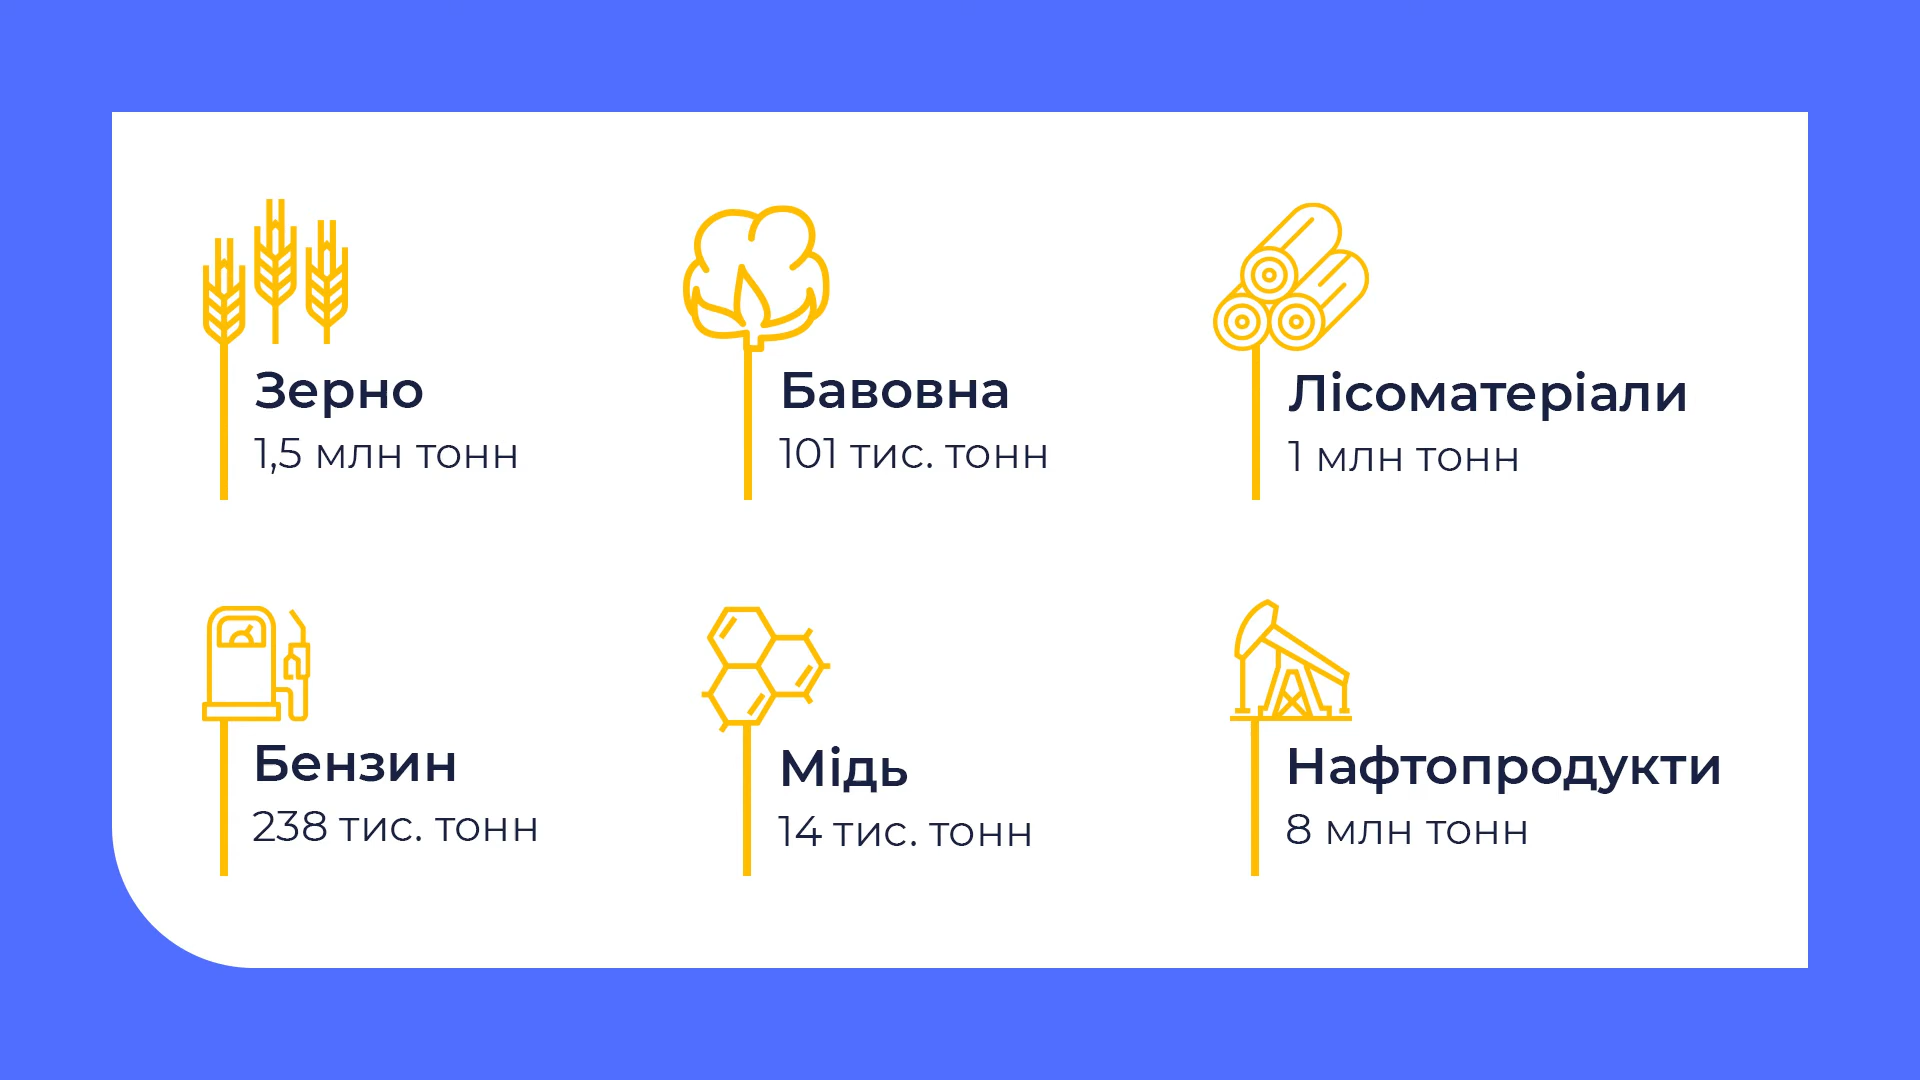 Зерно
1,5 млн тонн
Бавовна
101 тис. тонн
Лісоматеріали
1 млн тонн
Бензин
238 тис. тонн
Мідь
14 тис. тонн
Нафтопродукти
8 млн тонн